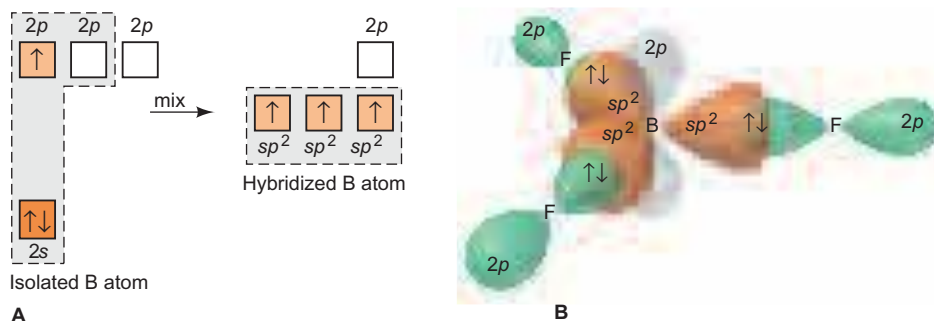 2p 2p 2p
↑
mix
2p
↑ ↑ ↑
sp² sp² sp²
Hybridized B atom
↑↓
2s
Isolated B atom
A
2p
F
↑↓
2p
sp²
sp²
B
sp²
↑↓
F
2p
↑↓
F
2p
B